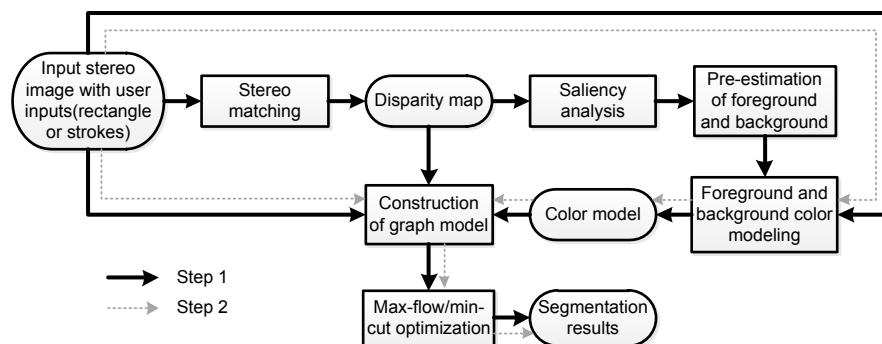 Input stereo
image with user
inputs(rectangle
or strokes)
Stereo
matching
Disparity map
Saliency
analysis
Pre-estimation
of foreground
and background
Construction
of graph model
Color model
Foreground and
background color
modeling
Step 1
Step 2
Max-flow/min-
cut optimization
Segmentation
results